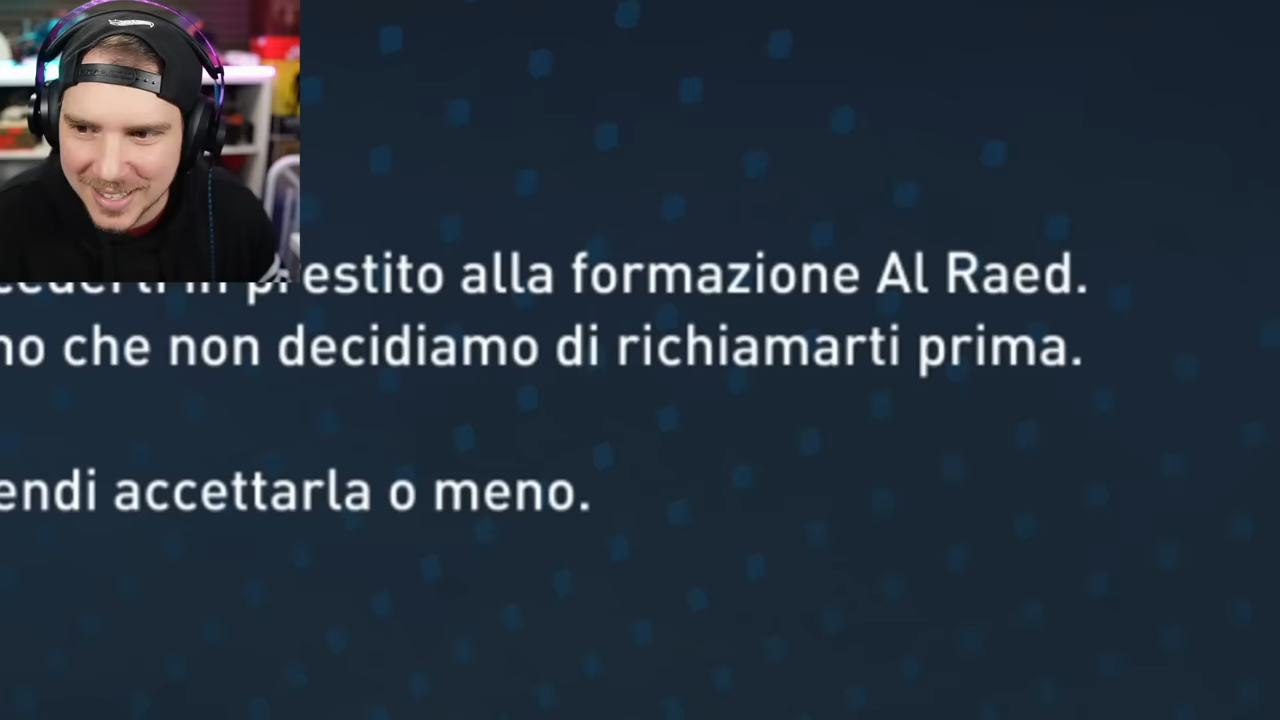 estito alla formazione Al Raed.
no che non decidiamo di richiamarti prima.
endi accettarla o meno.